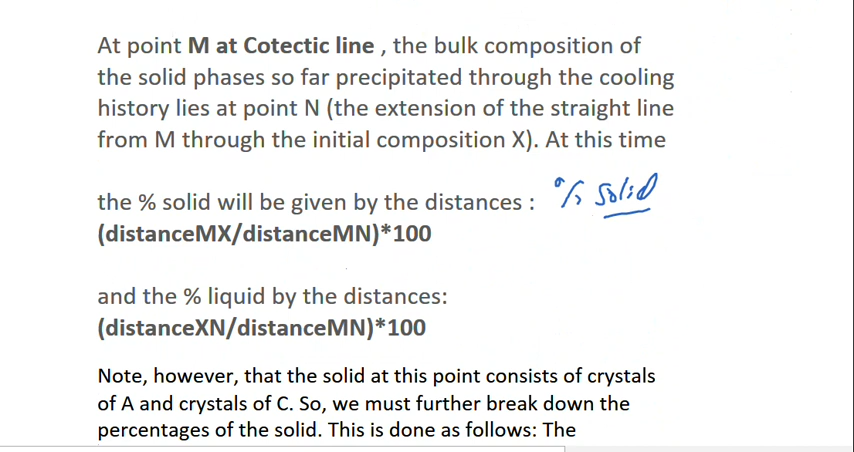 At point M at Cotectic line , the bulk composition of
the solid phases so far precipitated through the cooling
history lies at point N (the extension of the straight line
from M through the initial composition X). At this time
the % solid will be given by the distances : % solid
(distanceMX/distanceMN)*100
and the % liquid by the distances:
(distanceXN/distanceMN)*100
Note, however, that the solid at this point consists of crystals
of A and crystals of C. So, we must further break down the
percentages of the solid. This is done as follows: The